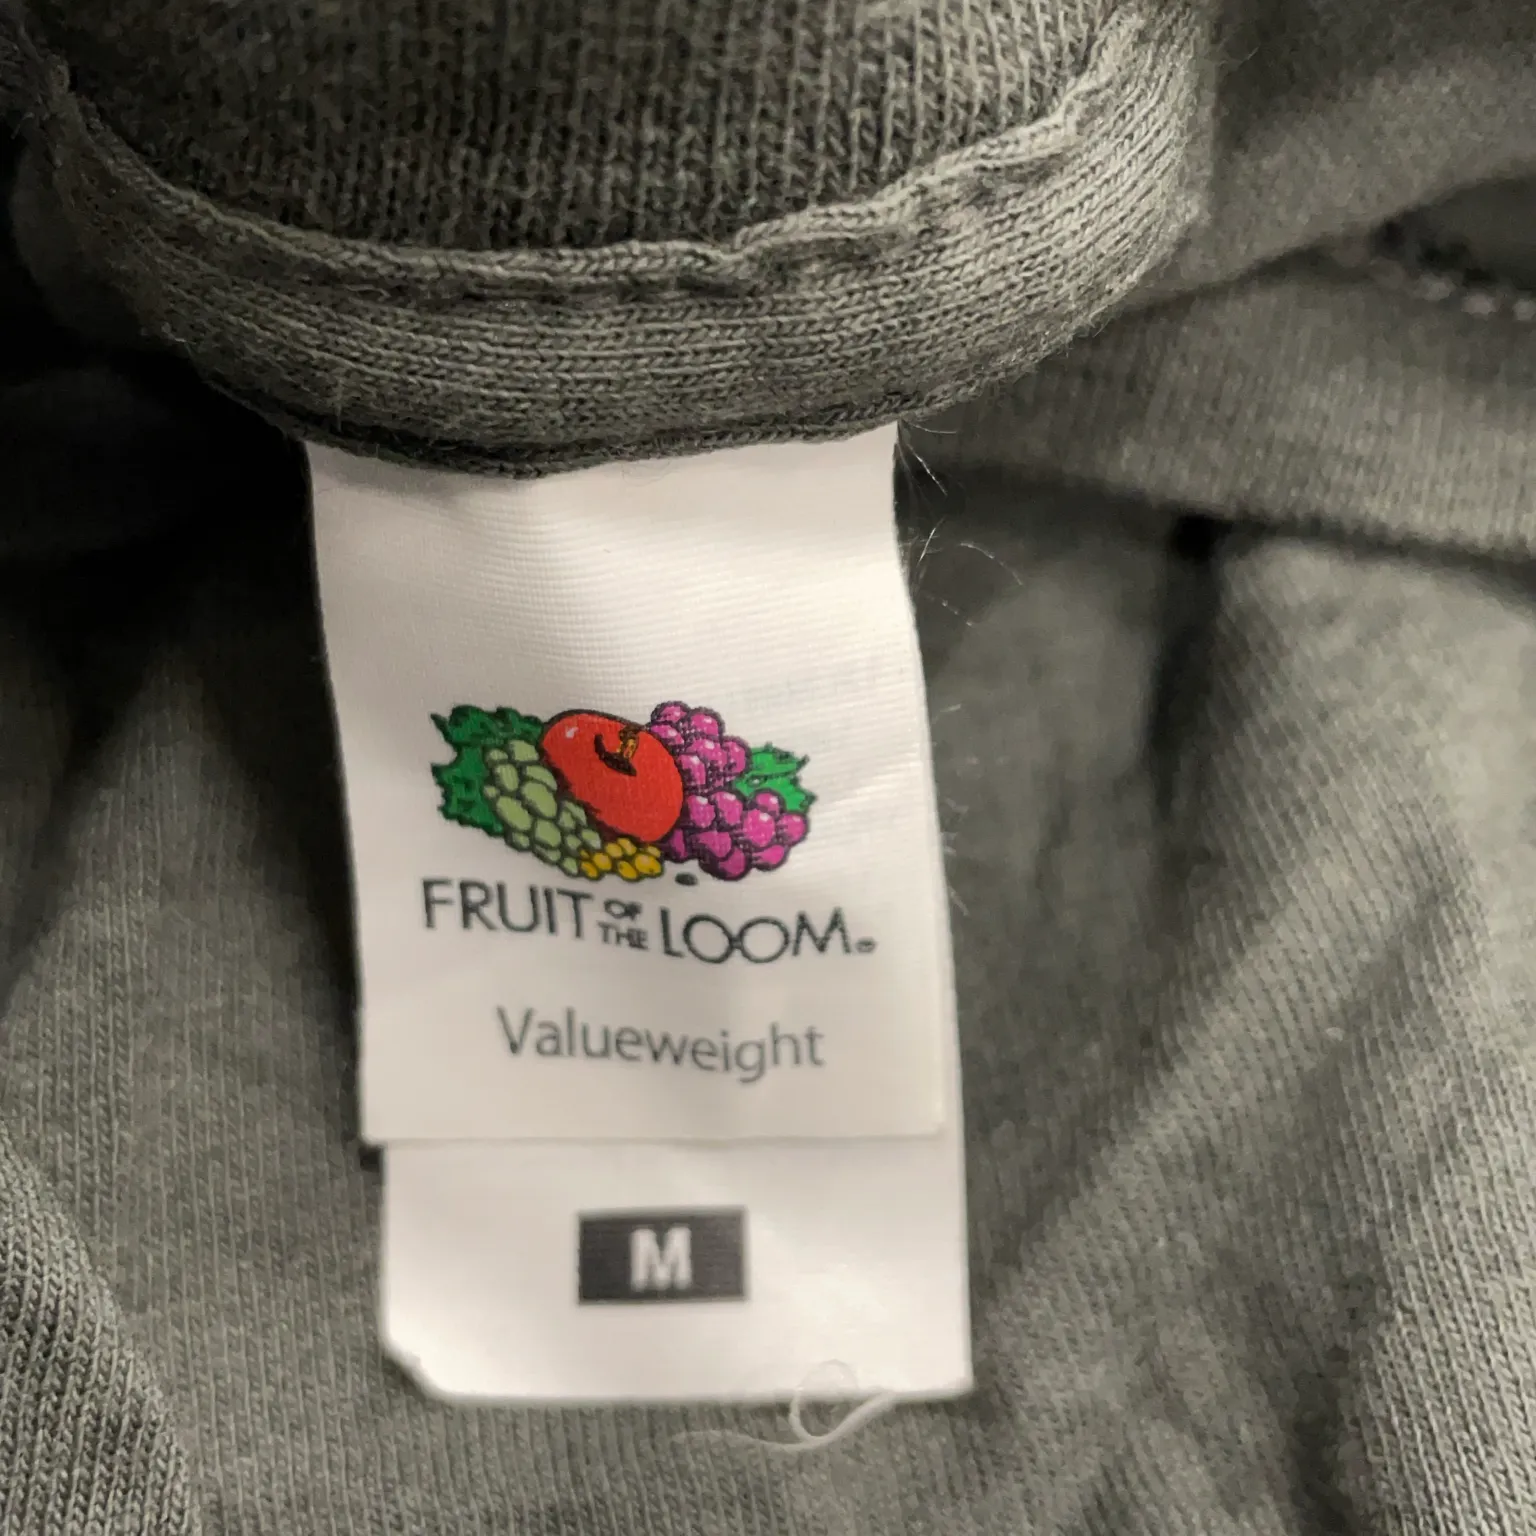 FRUIT OF THE LOOM®
Valueweight
M